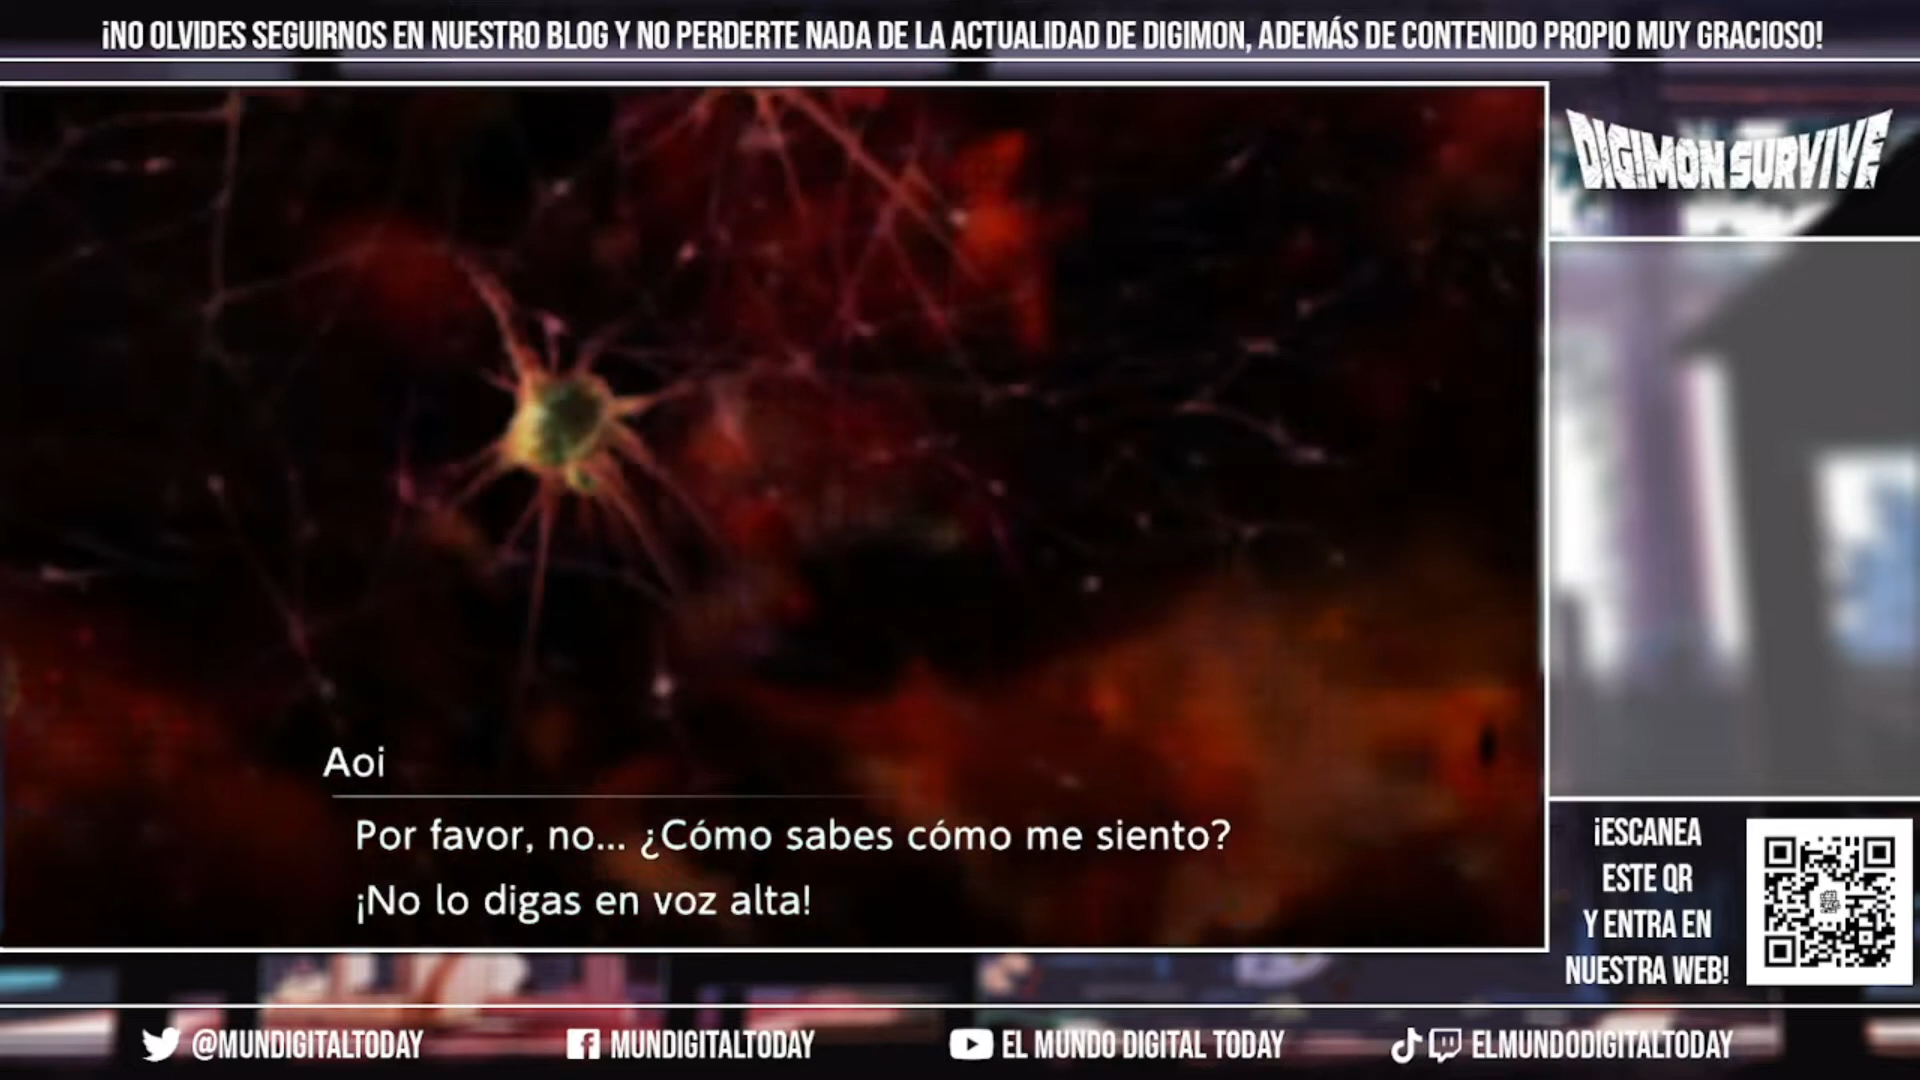 ¡NO OLVIDES SEGUIRNOS EN NUESTRO BLOG Y NO PERDERTE NADA DE LA ACTUALIDAD DE DIGIMON, ADEMÁS DE CONTENIDO PROPIO MUY GRACIOSO!
DIGIMON SURVIVE
Aoi
Por favor, no... ¿Cómo sabes cómo me siento?
¡No lo digas en voz alta!
¡ESCANEA
ESTE QR
Y ENTRA EN
NUESTRA WEB!
@MUNDIGITALTODAY
MUNDIGITALTODAY
EL MUNDO DIGITAL TODAY
ELMUNDODIGITALTODAY